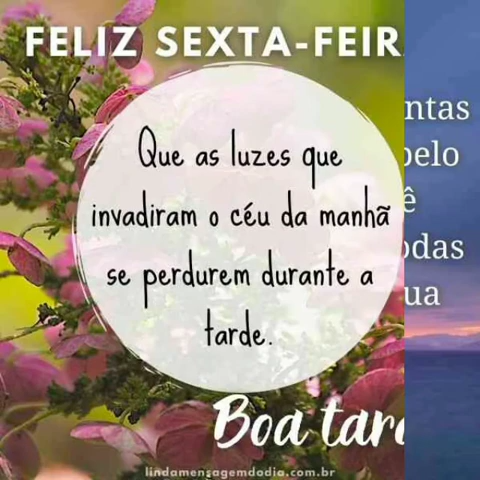 FELIZ SEXTA-FEIR
Que as luzes que
invadiram o céu da manhã
se perdurem durante a
tarde.
Boa tar
lindamensagemdodia.com.br
ntas
pelo
ê
odas
ua